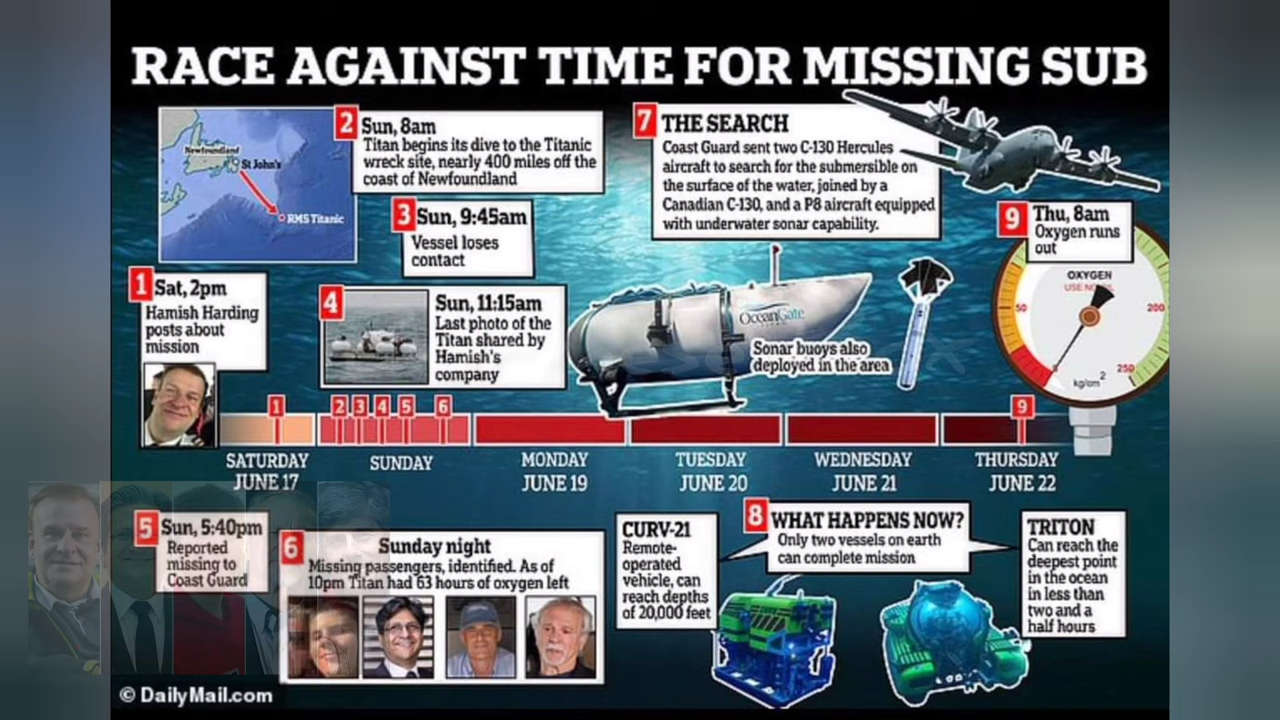 RACE AGAINST TIME FOR MISSING SUB
Newfoundland
St John's
RMS Titanic
1 Sat, 2pm
Hamish Harding
posts about
mission
2 Sun, 8am
Titan begins its dive to the Titanic
wreck site, nearly 400 miles off the
coast of Newfoundland
3 Sun, 9:45am
Vessel loses
contact
4 Sun, 11:15am
Last photo of the
Titan shared by
Hamish's
company
7 THE SEARCH
Coast Guard sent two C-130 Hercules
aircraft to search for the submersible on
the surface of the water, joined by a
Canadian C-130, and a P8 aircraft equipped
with underwater sonar capability.
OceanGate
Sonar buoys also
deployed in the area
9 Thu, 8am
Oxygen runs
out
OXYGEN
USE NO OIL
50
200
250
0
kg/cm2
1
2 3 4 5 6
9
SATURDAY
JUNE 17
SUNDAY
MONDAY
JUNE 19
TUESDAY
JUNE 20
WEDNESDAY
JUNE 21
THURSDAY
JUNE 22
5 Sun, 5:40pm
Reported
missing to
Coast Guard
6 Sunday night
Missing passengers, identified. As of
10pm Titan had 63 hours of oxygen left
CURV-21
Remote-
operated
vehicle, can
reach depths
of 20,000 feet
8 WHAT HAPPENS NOW?
Only two vessels on earth
can complete mission
TRITON
Can reach the
deepest point
in the ocean
in less than
two and a
half hours
© DailyMail.com